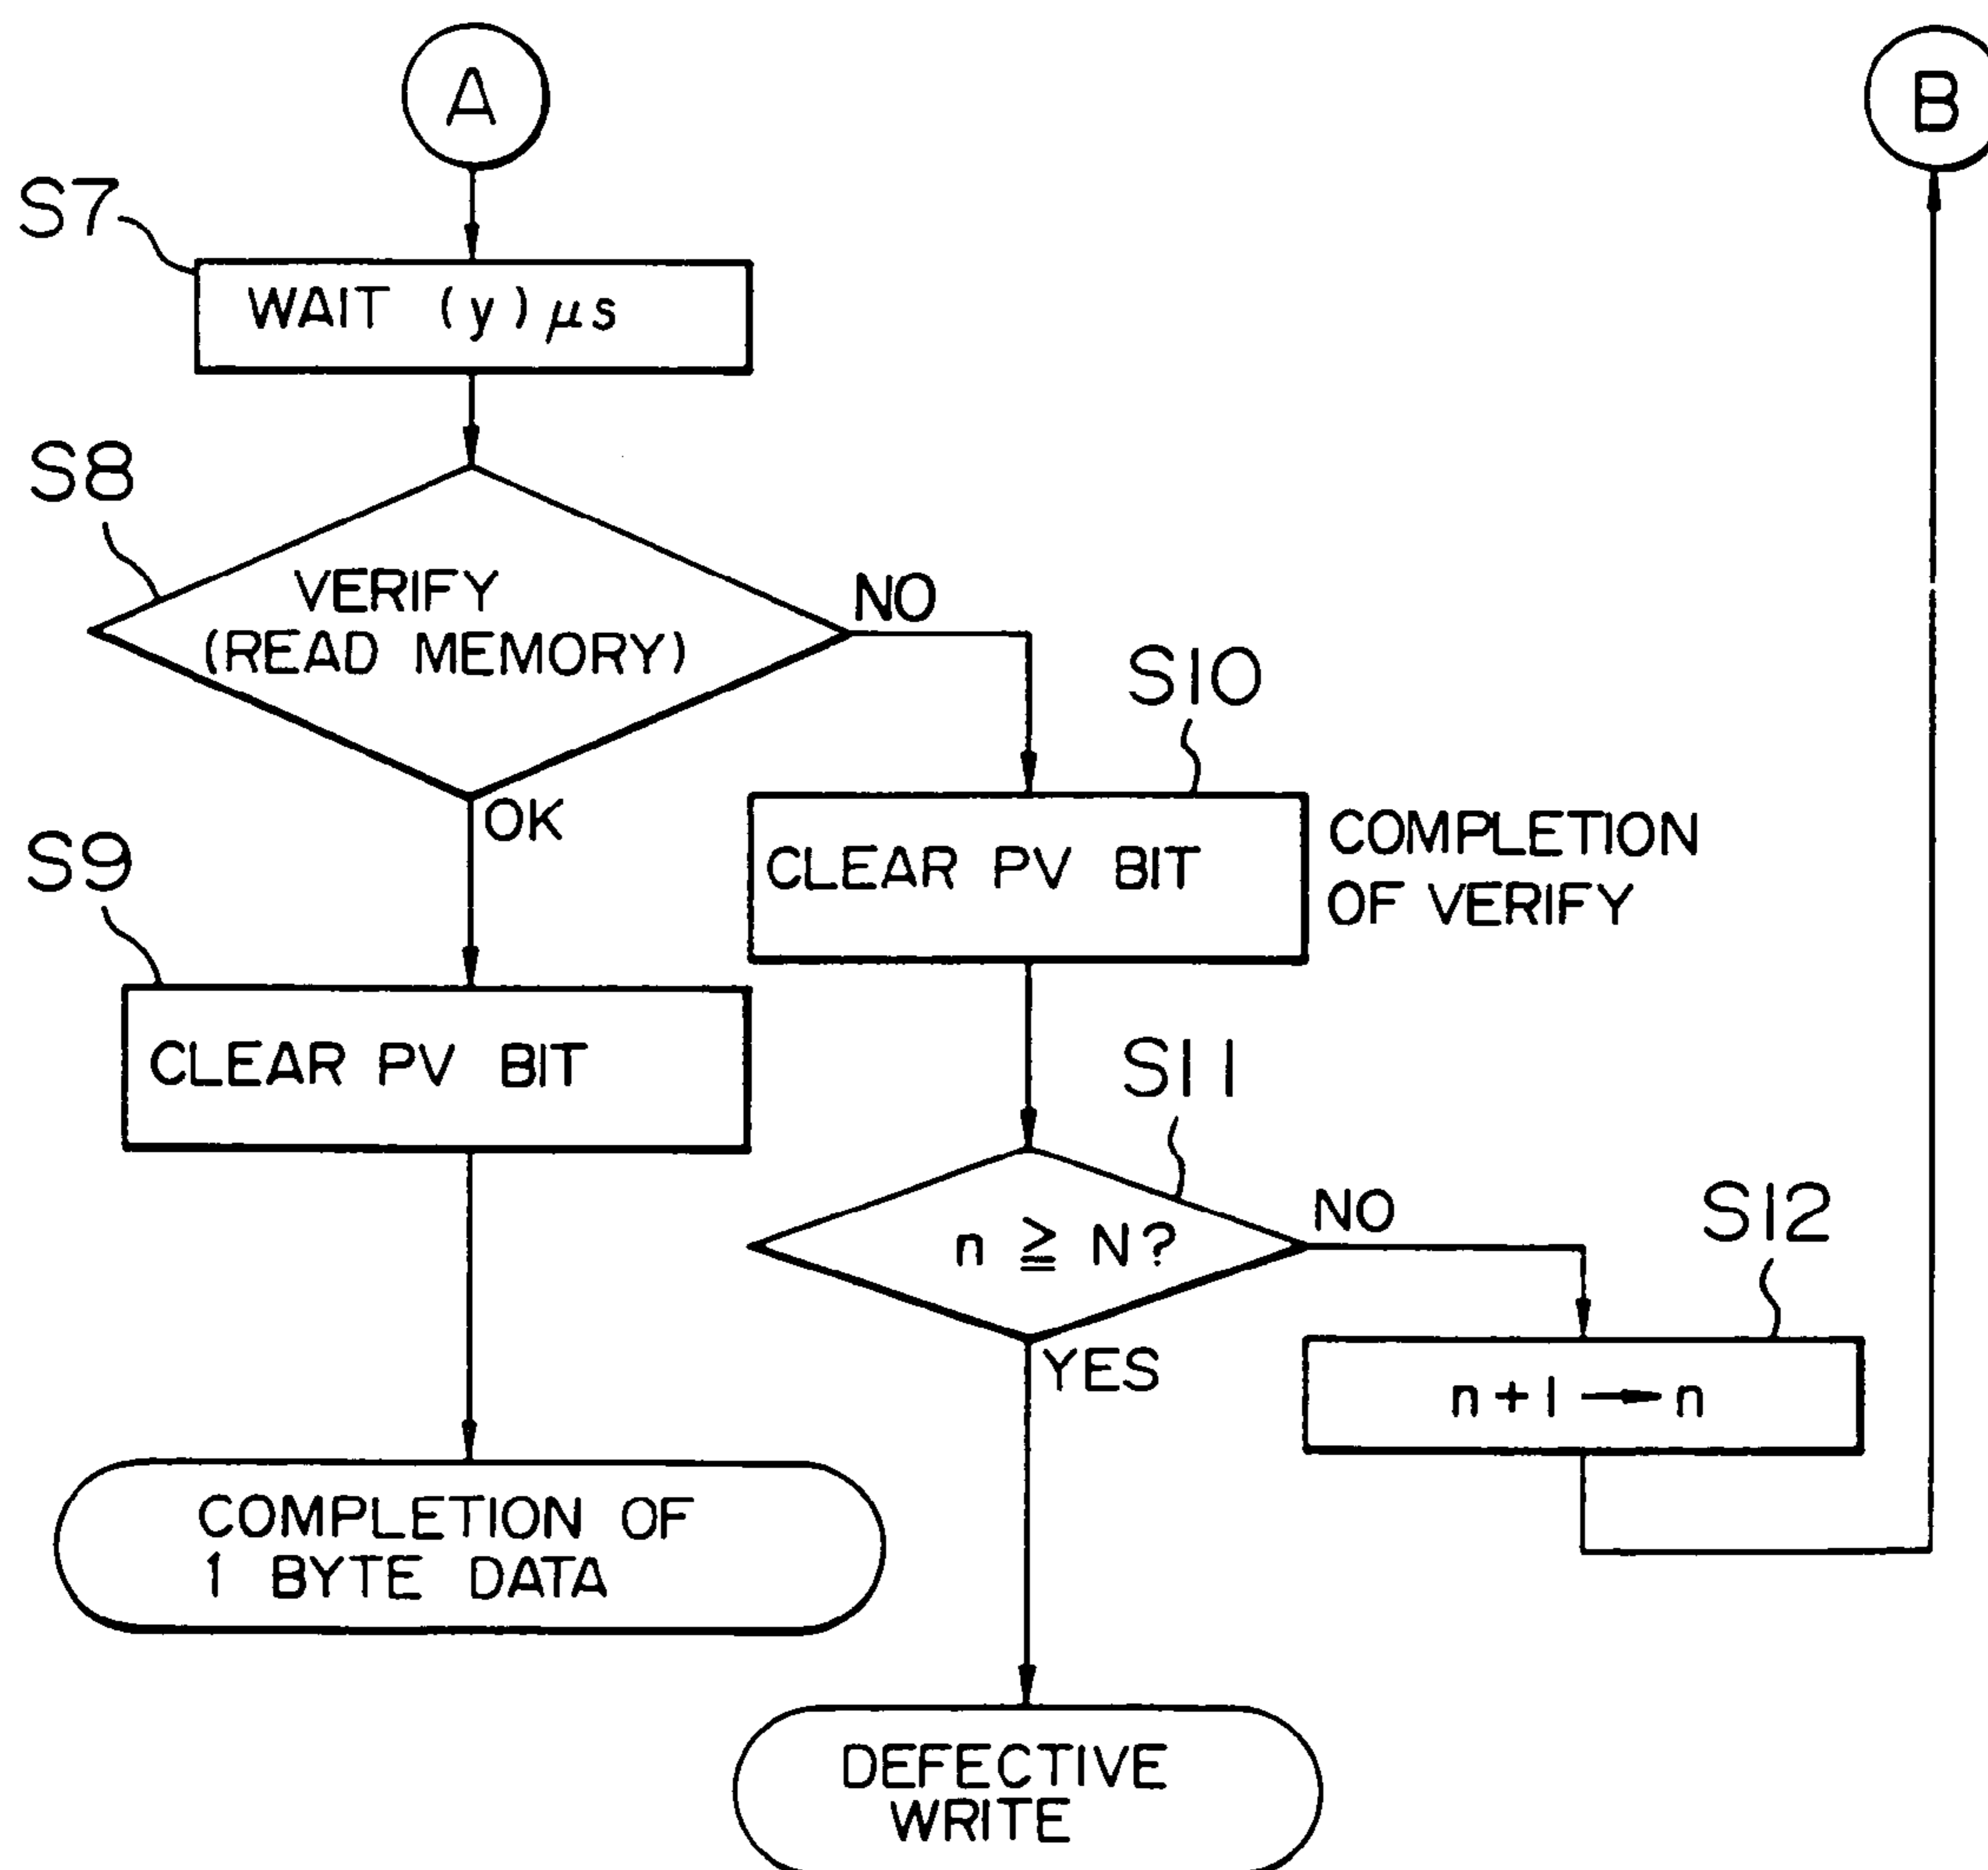 A
B
S7
WAIT (y) μs
S8
VERIFY
(READ MEMORY)
NO
OK
S10
CLEAR PV BIT
COMPLETION
OF VERIFY
S9
CLEAR PV BIT
S11
n ≧ N?
NO
YES
S12
n+1 → n
COMPLETION OF
1 BYTE DATA
DEFECTIVE
WRITE